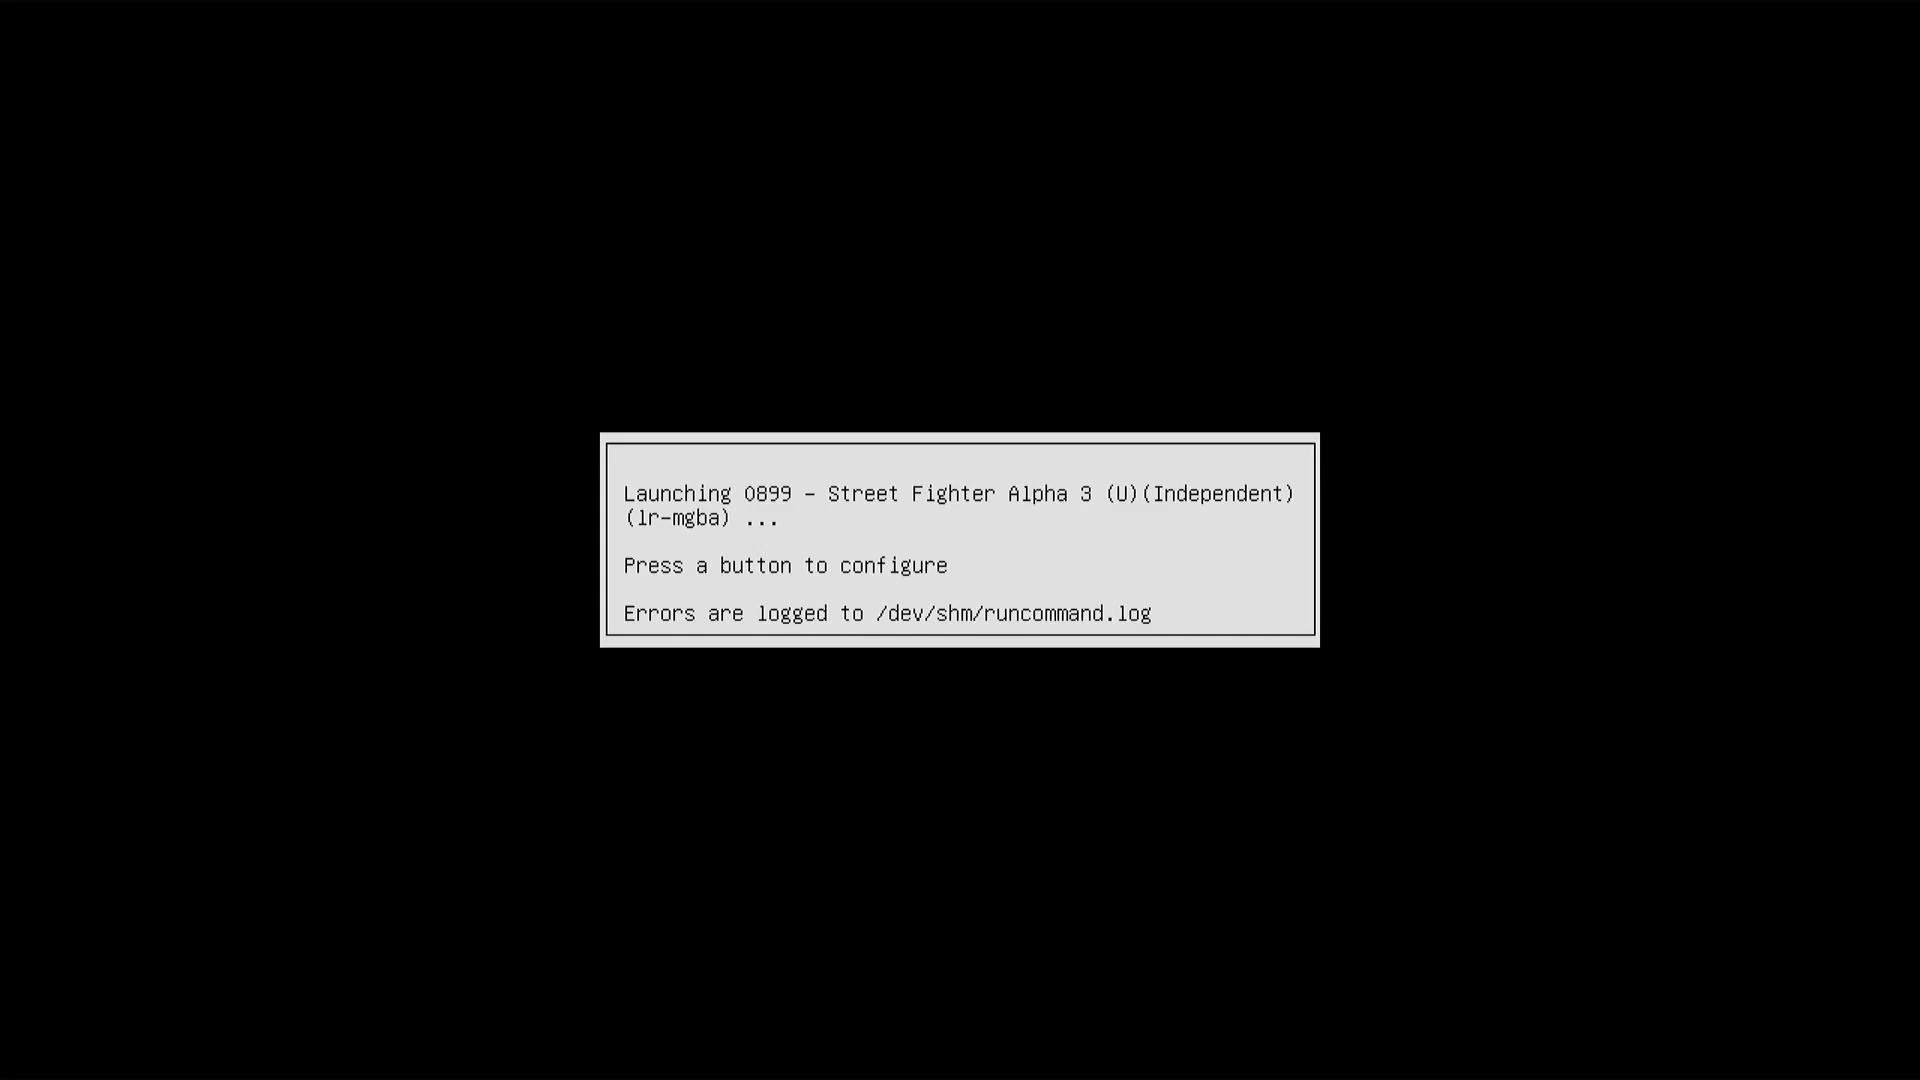 Launching 0899 - Street Fighter Alpha 3 (U)(Independent)
(lr-mgba) ...
Press a button to configure
Errors are logged to /dev/shm/runcommand.log